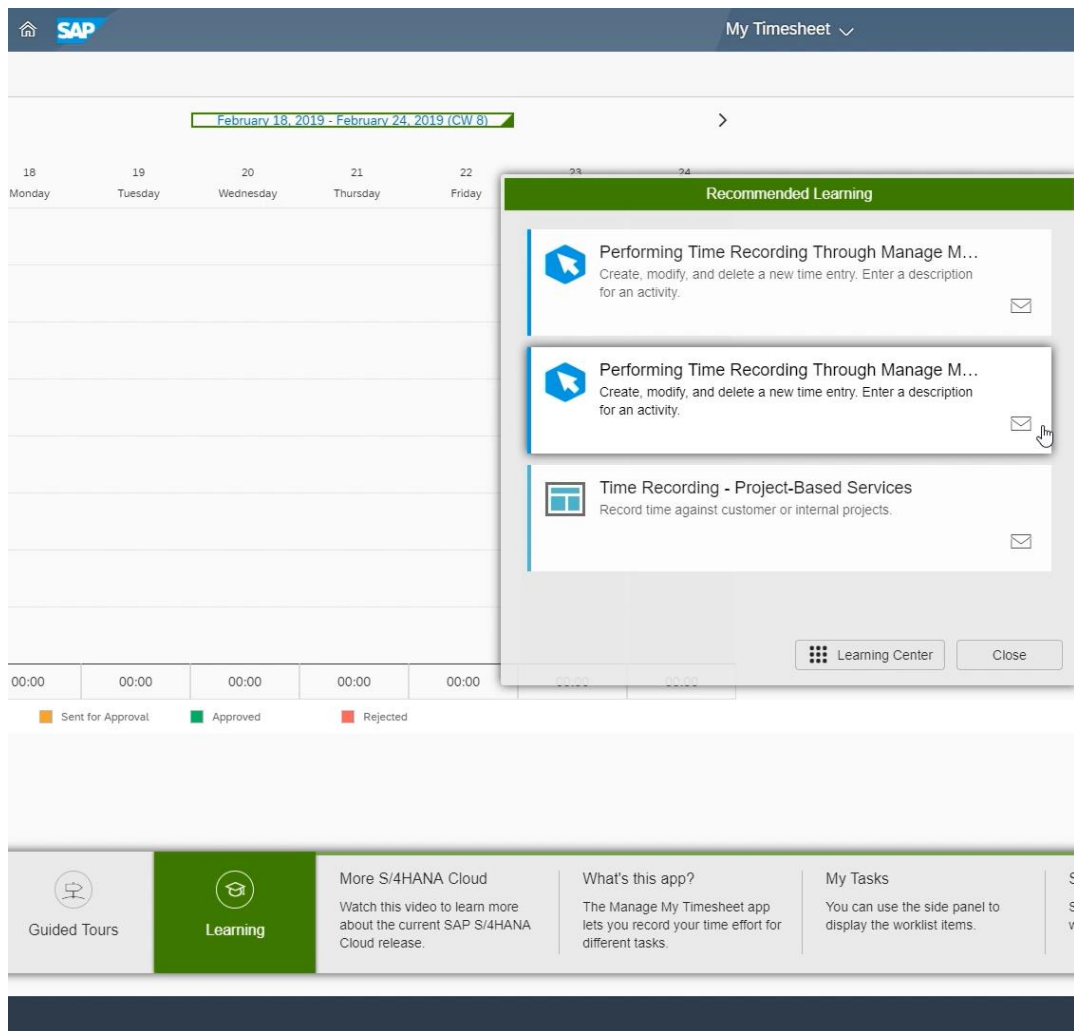 SAP
My Timesheet
February 18, 2019 - February 24, 2019 (CW 8)
18 19 20 21 22 23 24
Monday Tuesday Wednesday Thursday Friday
Recommended Learning
Performing Time Recording Through Manage M...
Create, modify, and delete a new time entry. Enter a description
for an activity.
Performing Time Recording Through Manage M...
Create, modify, and delete a new time entry. Enter a description
for an activity.
Time Recording - Project-Based Services
Record time against customer or internal projects.
Learning Center Close
00:00 00:00 00:00 00:00 00:00 00:00 00:00
Sent for Approval Approved Rejected
Guided Tours
Learning
More S/4HANA Cloud
Watch this video to learn more
about the current SAP S/4HANA
Cloud release.
What's this app?
The Manage My Timesheet app
lets you record your time effort for
different tasks.
My Tasks
You can use the side panel to
display the worklist items.